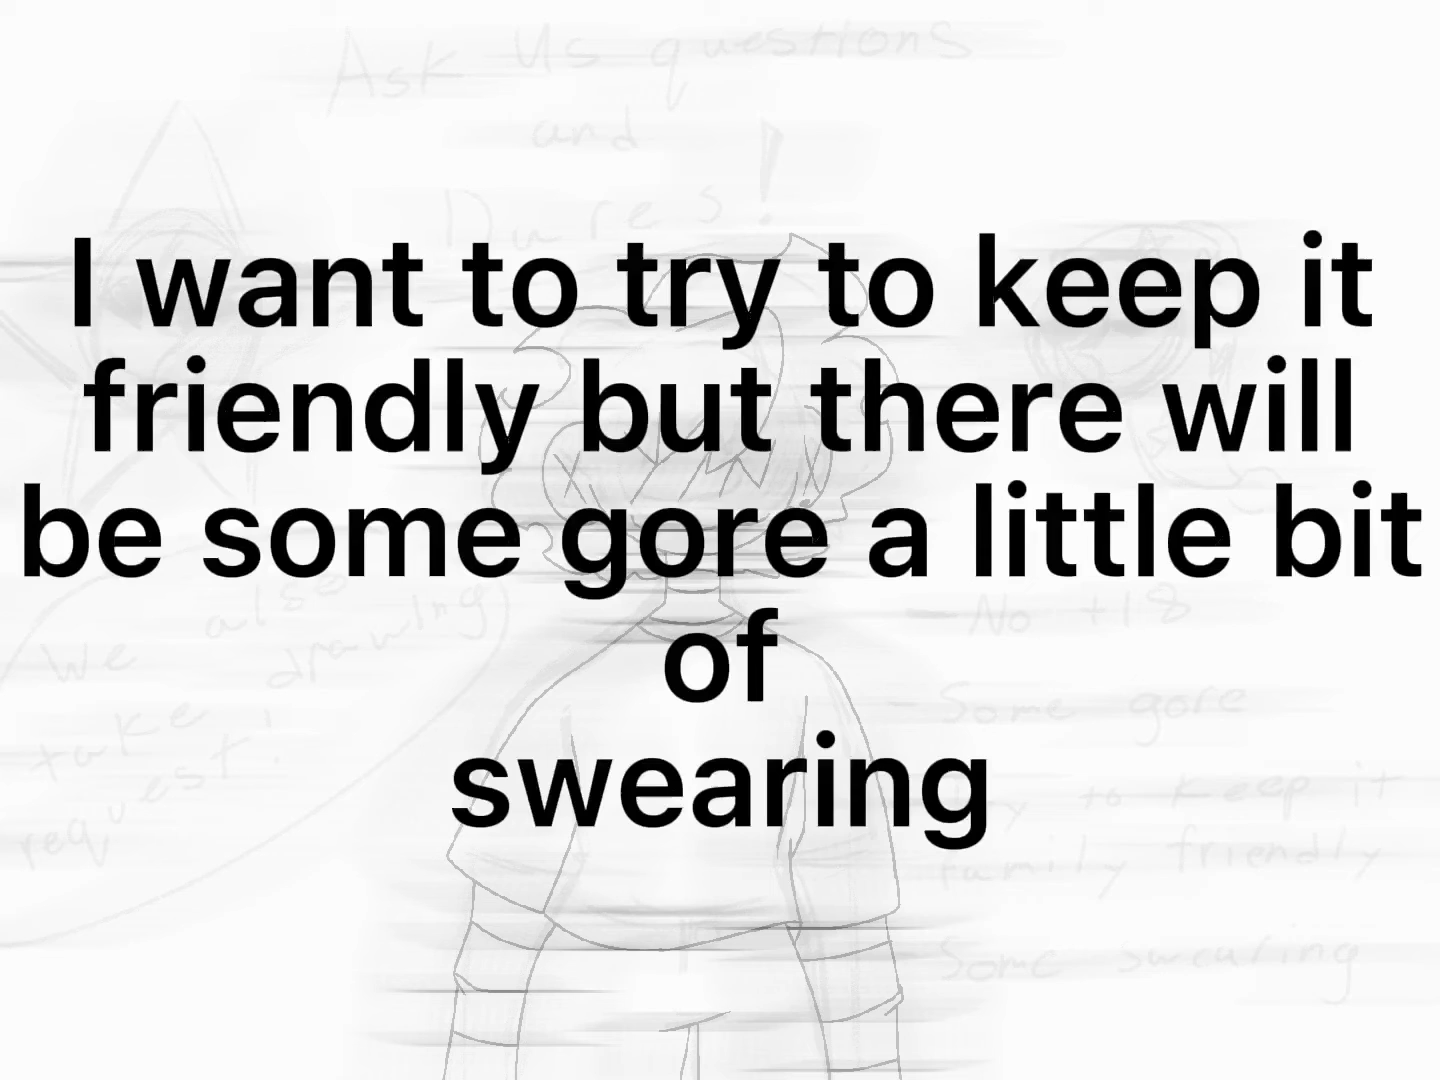 Ask Us questions
and
Dares!
I want to try to keep it
friendly but there will
be some gore a little bit
of
swearing
We also
take drawing
request!
- No +18
- Some gore
to keep it
family friendly
Some swearing